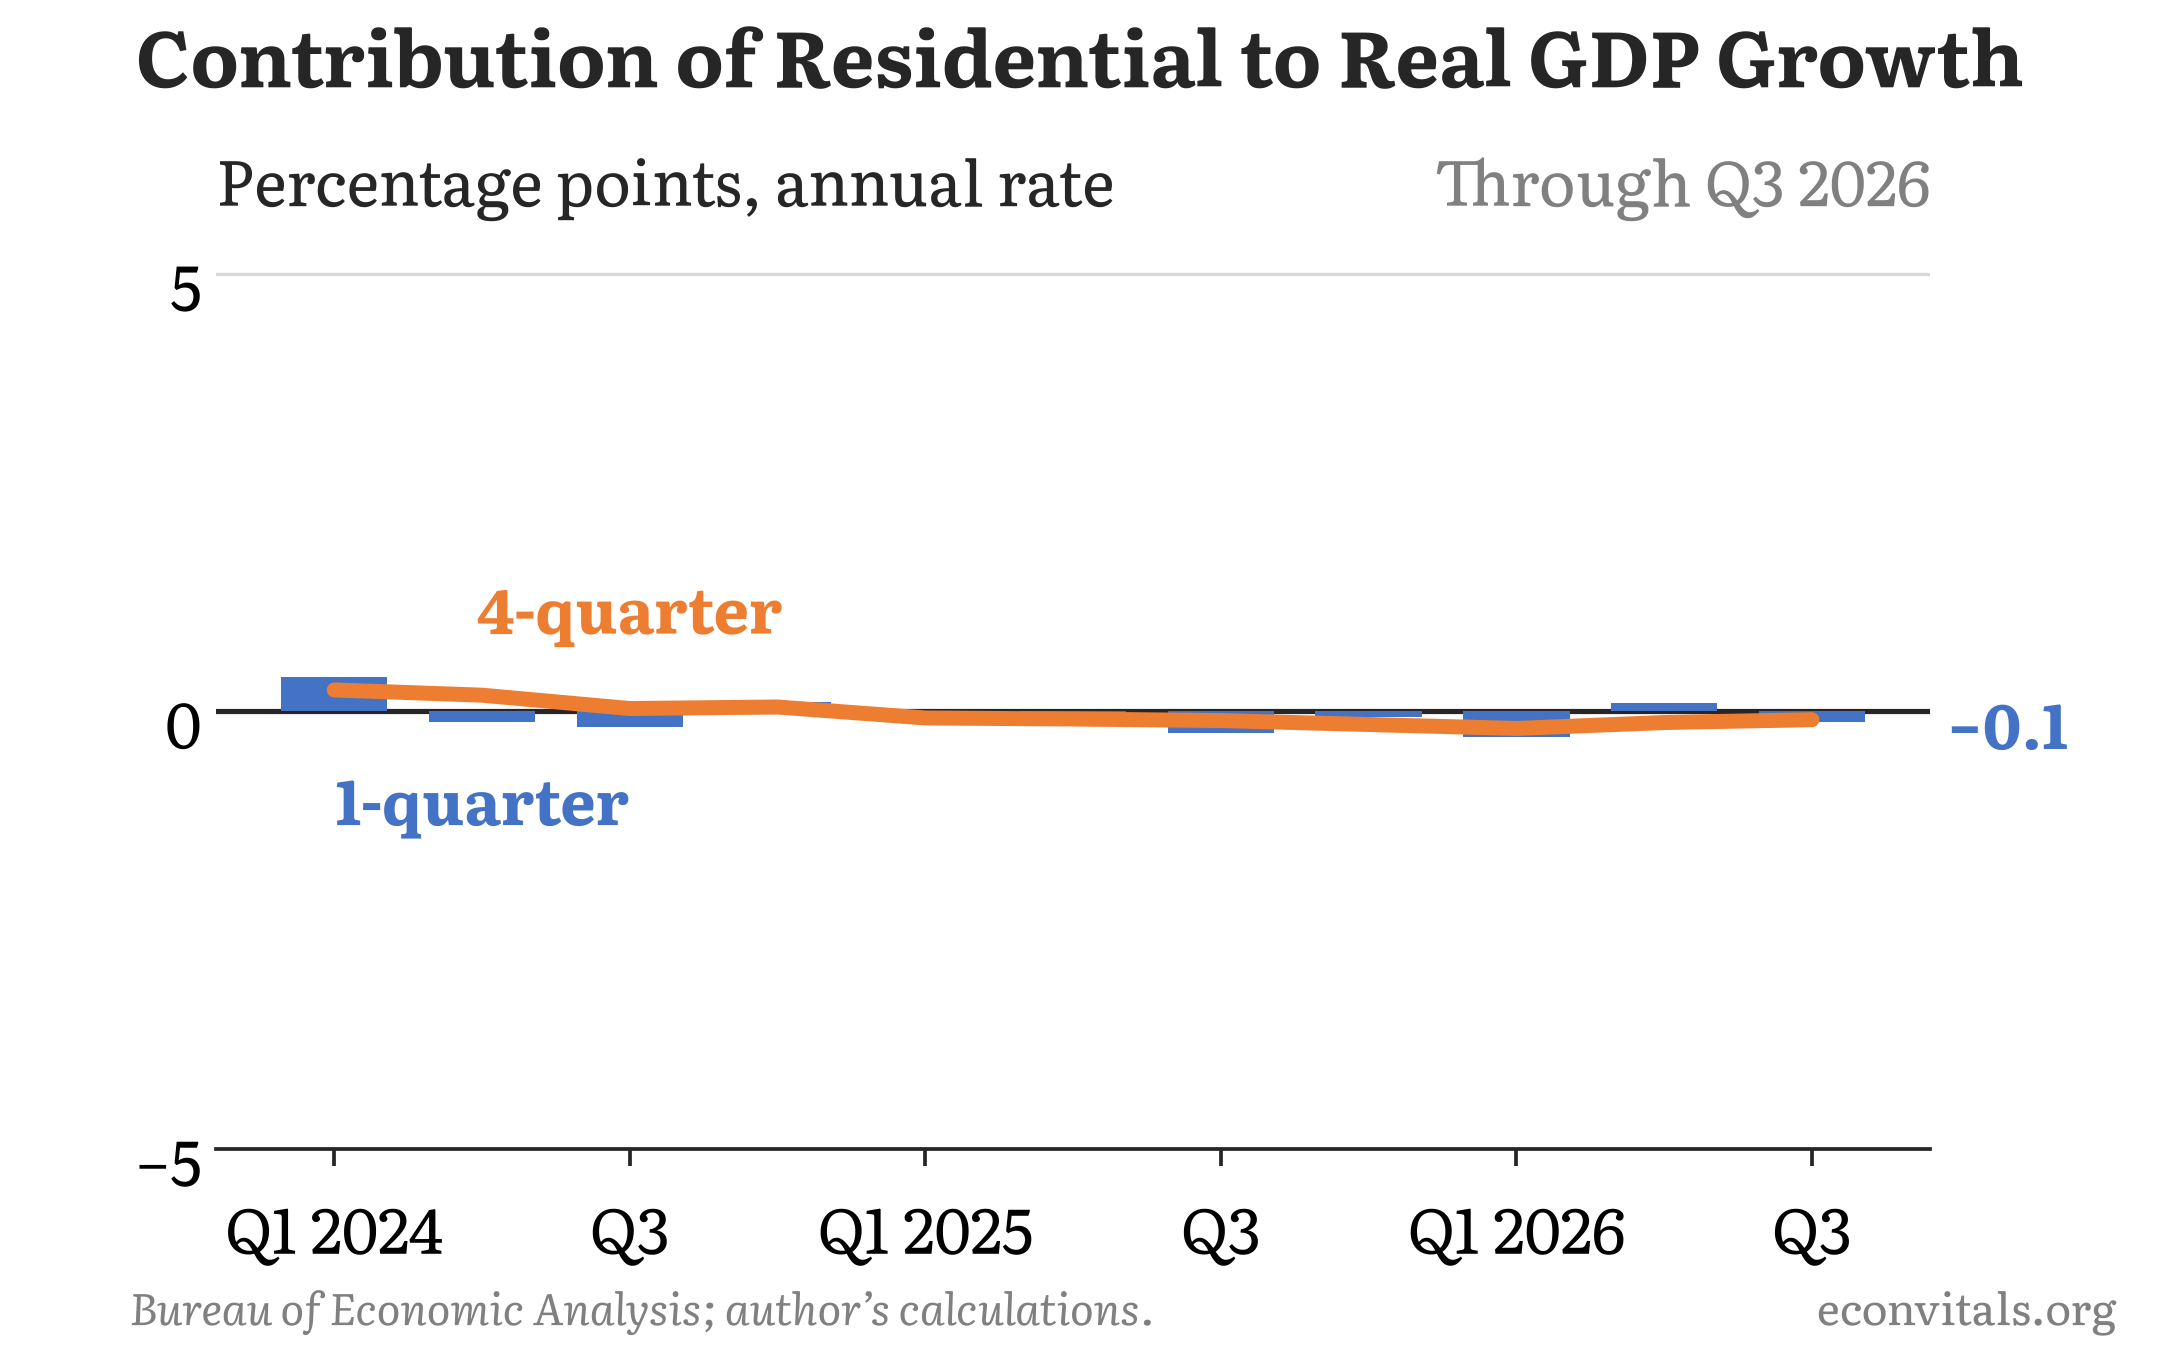 Contribution of Residential to Real GDP Growth
Percentage points, annual rate
Through Q3 2026
5
4-quarter
0
−0.1
1-quarter
−5
Q1 2024 Q3 Q1 2025 Q3 Q1 2026 Q3
Bureau of Economic Analysis; author’s calculations.
econvitals.org